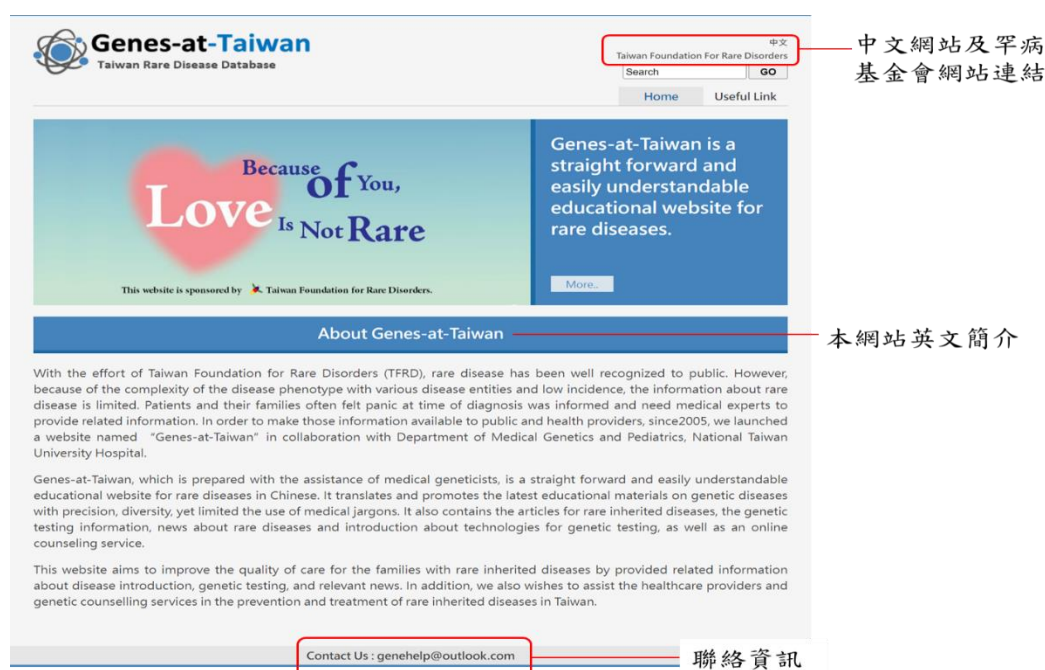 Genes-at-Taiwan
Taiwan Rare Disease Database
中文
Taiwan Foundation For Rare Disorders
Search
GO
Home Useful Link
中文網站及罕病
基金會網站連結
Because of You,
Love Is Not Rare
This website is sponsored by Taiwan Foundation for Rare Disorders.
Genes-at-Taiwan is a
straight forward and
easily understandable
educational website for
rare diseases.
More..
About Genes-at-Taiwan
本網站英文簡介
With the effort of Taiwan Foundation for Rare Disorders (TFRD), rare disease has been well recognized to public. However,
because of the complexity of the disease phenotype with various disease entities and low incidence, the information about rare
disease is limited. Patients and their families often felt panic at time of diagnosis was informed and need medical experts to
provide related information. In order to make those information available to public and health providers, since2005, we launched
a website named "Genes-at-Taiwan" in collaboration with Department of Medical Genetics and Pediatrics, National Taiwan
University Hospital.
Genes-at-Taiwan, which is prepared with the assistance of medical geneticists, is a straight forward and easily understandable
educational website for rare diseases in Chinese. It translates and promotes the latest educational materials on genetic diseases
with precision, diversity, yet limited the use of medical jargons. It also contains the articles for rare inherited diseases, the genetic
testing information, news about rare diseases and introduction about technologies for genetic testing, as well as an online
counseling service.
This website aims to improve the quality of care for the families with rare inherited diseases by provided related information
about disease introduction, genetic testing, and relevant news. In addition, we also wishes to assist the healthcare providers and
genetic counselling services in the prevention and treatment of rare inherited diseases in Taiwan.
Contact Us : genehelp@outlook.com
聯絡資訊